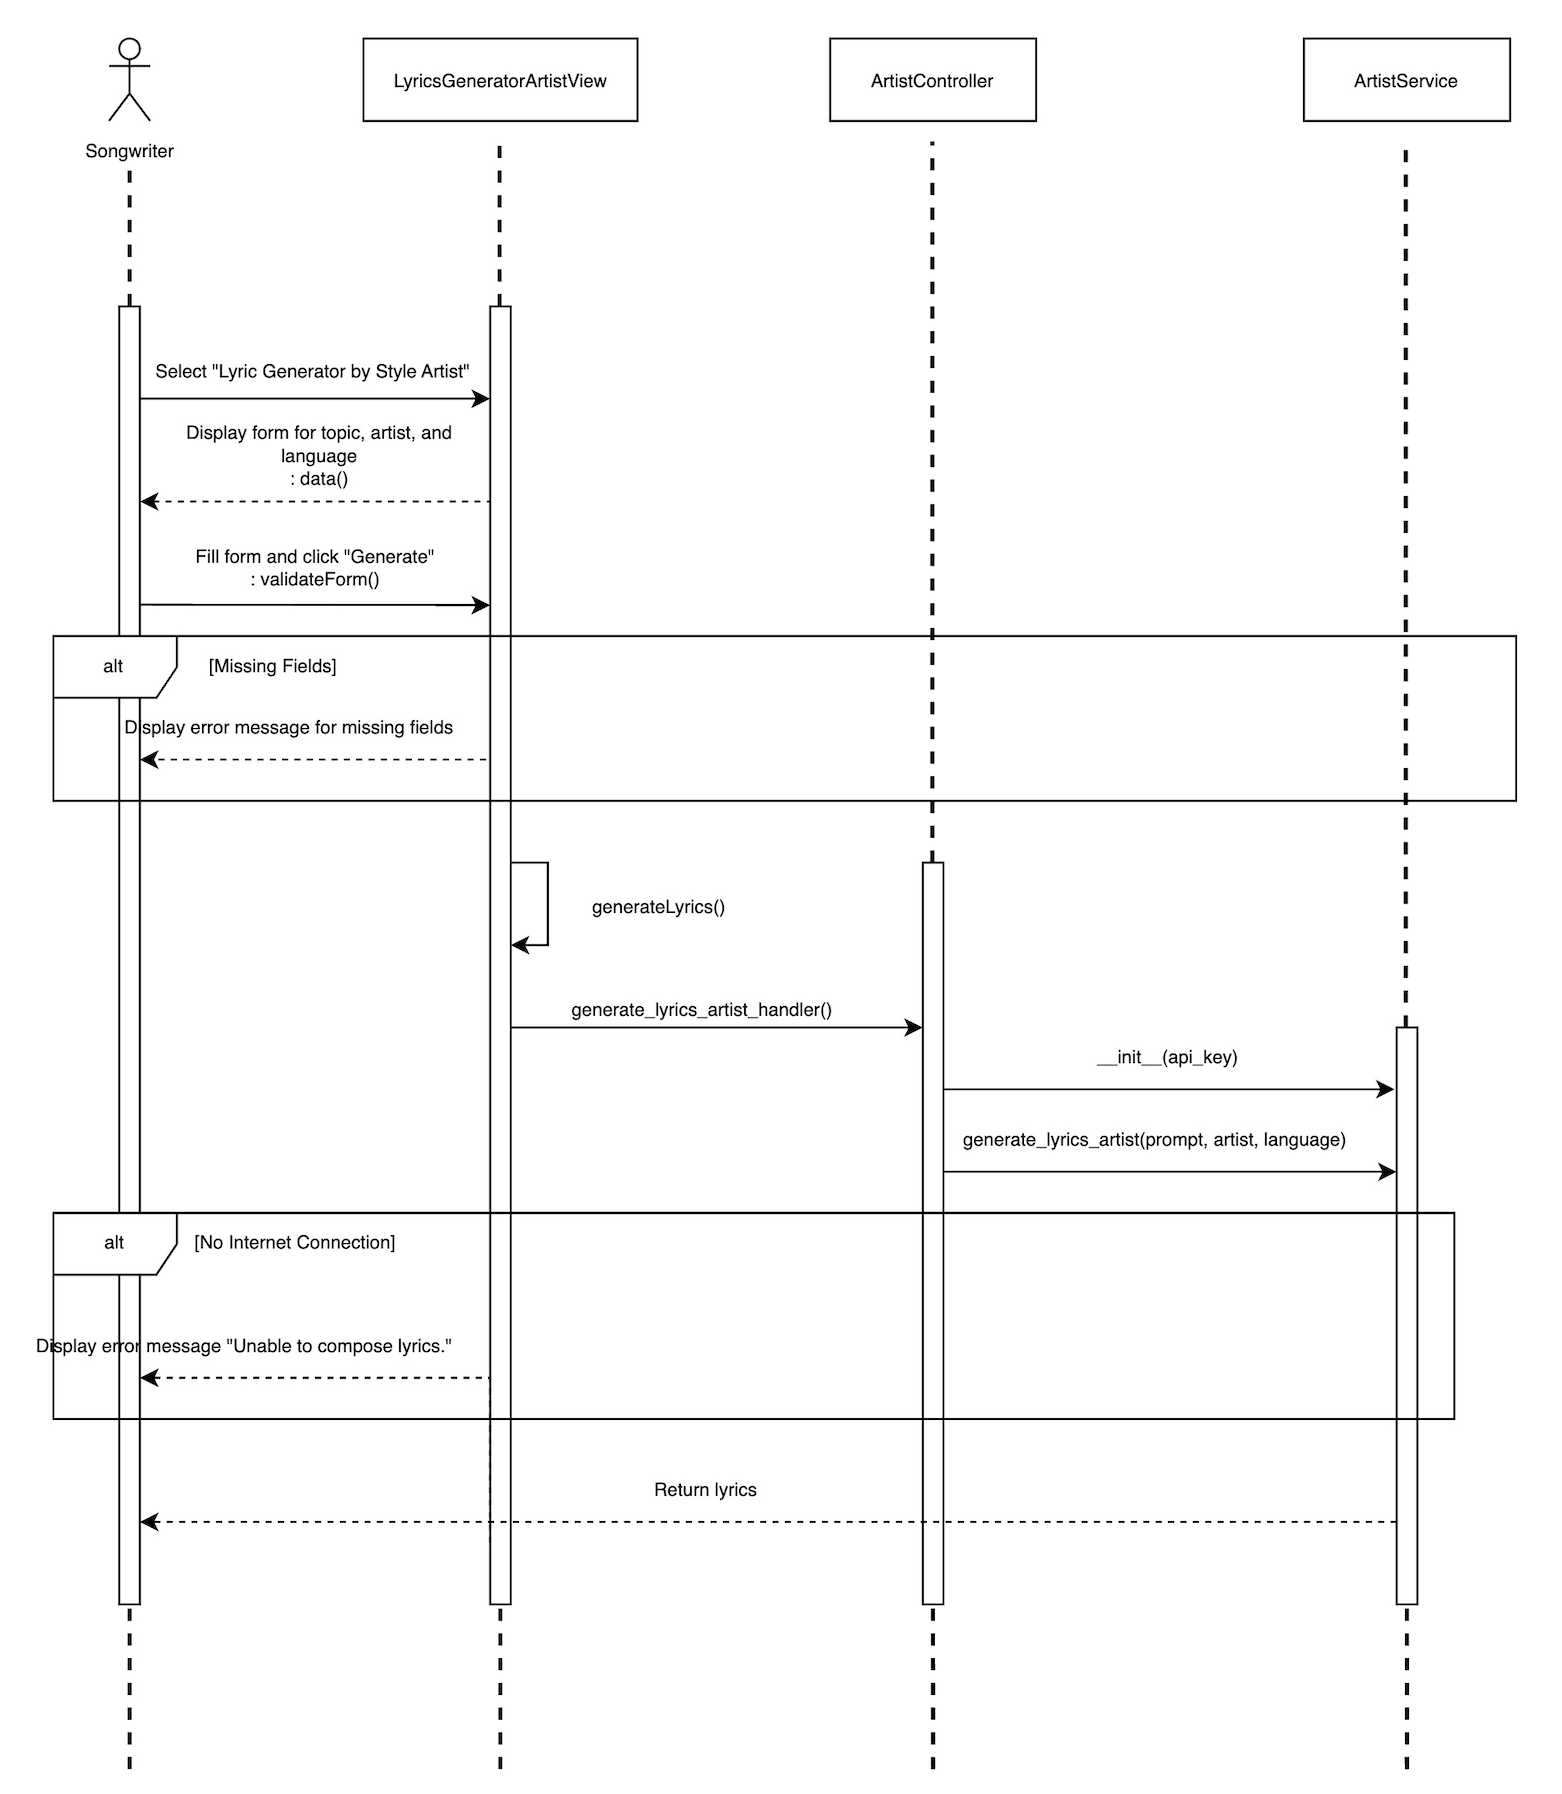 Songwriter
LyricsGeneratorArtistView
ArtistController
ArtistService
Select "Lyric Generator by Style Artist"
Display form for topic, artist, and
language
: data()
Fill form and click "Generate"
: validateForm()
alt
[Missing Fields]
Display error message for missing fields
generateLyrics()
generate_lyrics_artist_handler()
__init__(api_key)
generate_lyrics_artist(prompt, artist, language)
alt
[No Internet Connection]
Display error message "Unable to compose lyrics."
Return lyrics